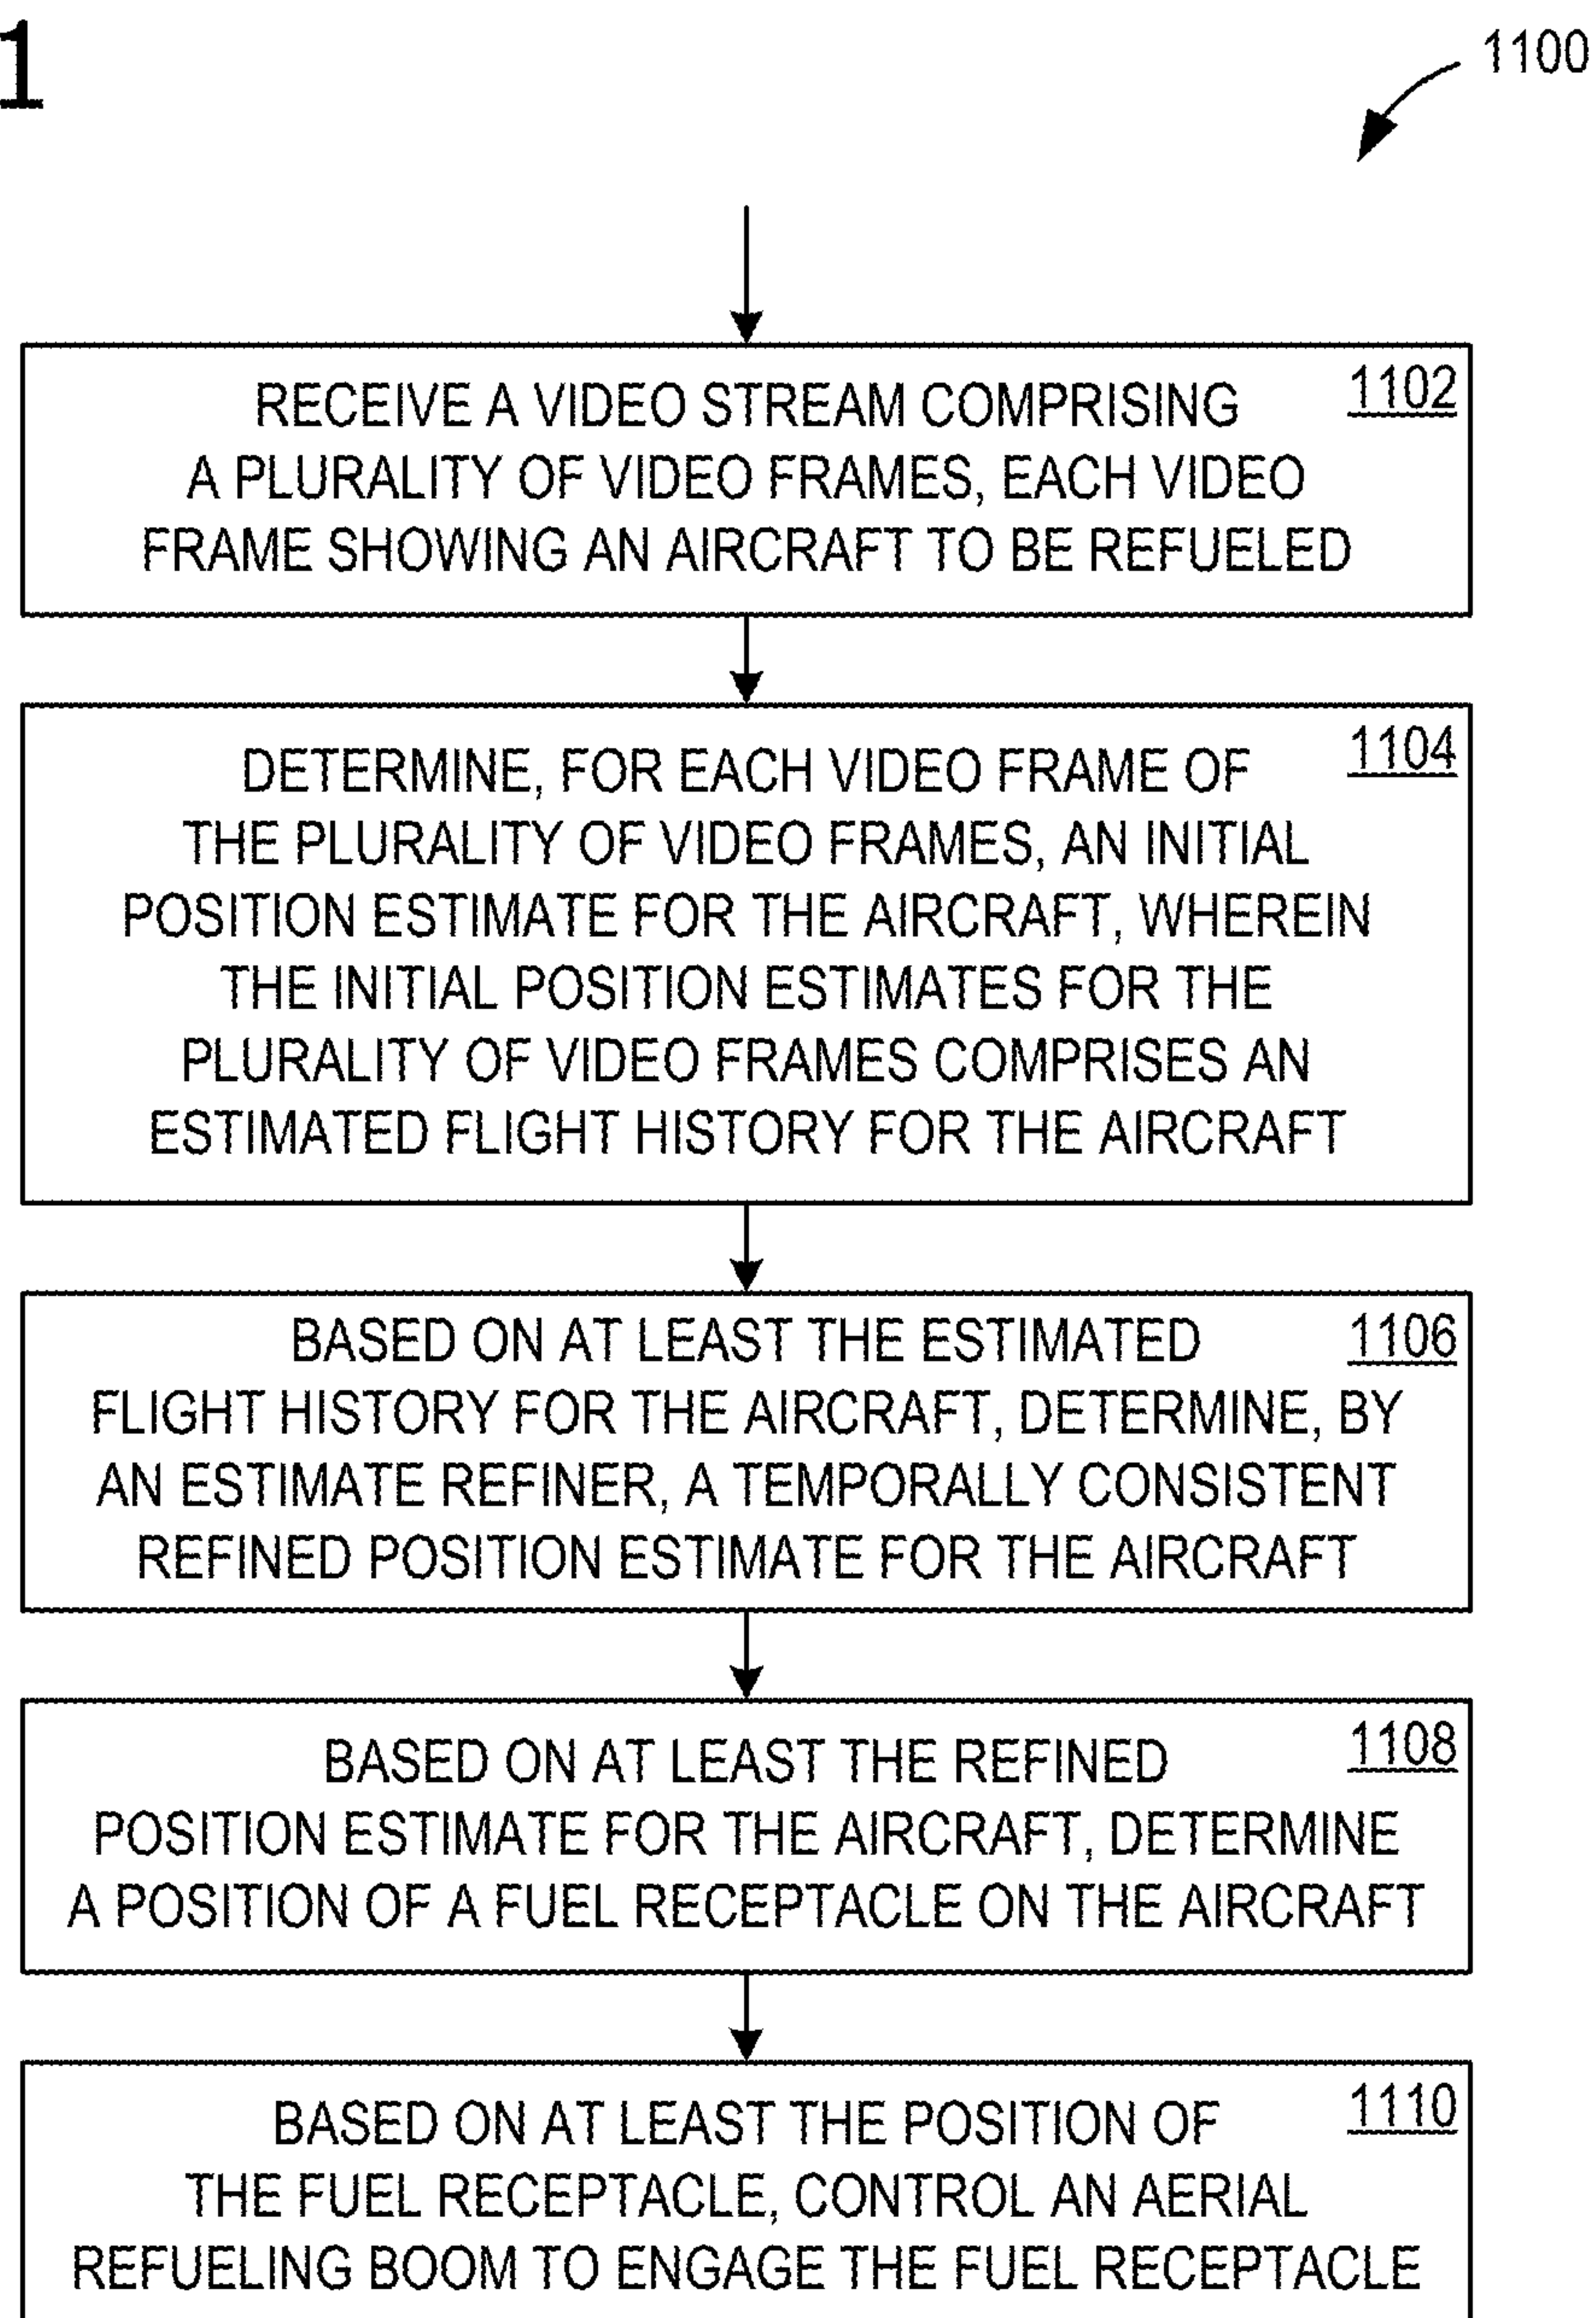 1
1100
1102
RECEIVE A VIDEO STREAM COMPRISING
A PLURALITY OF VIDEO FRAMES, EACH VIDEO
FRAME SHOWING AN AIRCRAFT TO BE REFUELED
1104
DETERMINE, FOR EACH VIDEO FRAME OF
THE PLURALITY OF VIDEO FRAMES, AN INITIAL
POSITION ESTIMATE FOR THE AIRCRAFT, WHEREIN
THE INITIAL POSITION ESTIMATES FOR THE
PLURALITY OF VIDEO FRAMES COMPRISES AN
ESTIMATED FLIGHT HISTORY FOR THE AIRCRAFT
1106
BASED ON AT LEAST THE ESTIMATED
FLIGHT HISTORY FOR THE AIRCRAFT, DETERMINE, BY
AN ESTIMATE REFINER, A TEMPORALLY CONSISTENT
REFINED POSITION ESTIMATE FOR THE AIRCRAFT
1108
BASED ON AT LEAST THE REFINED
POSITION ESTIMATE FOR THE AIRCRAFT, DETERMINE
A POSITION OF A FUEL RECEPTACLE ON THE AIRCRAFT
1110
BASED ON AT LEAST THE POSITION OF
THE FUEL RECEPTACLE, CONTROL AN AERIAL
REFUELING BOOM TO ENGAGE THE FUEL RECEPTACLE